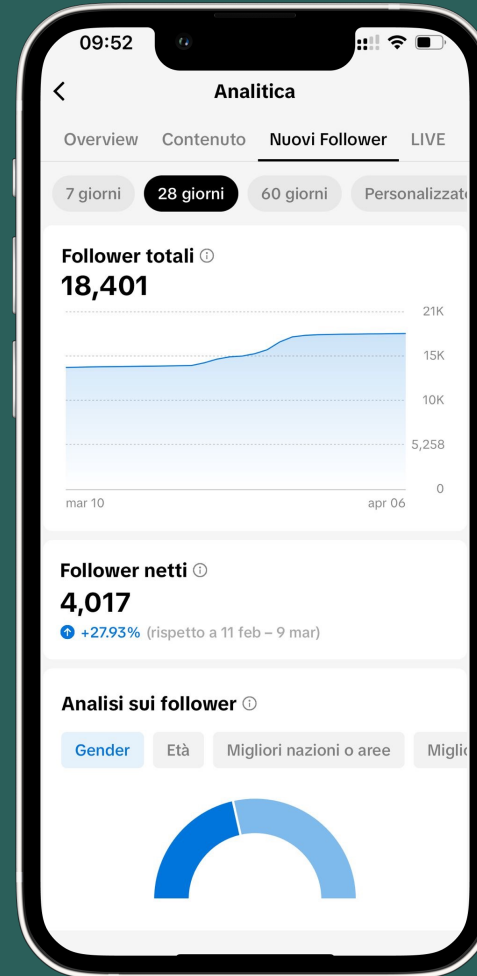 09:52
Analitica
Overview Contenuto Nuovi Follower LIVE
7 giorni 28 giorni 60 giorni Personalizzato
Follower totali
18,401
21K
15K
10K
5,258
0
mar 10 apr 06
Follower netti
4,017
+27.93% (rispetto a 11 feb – 9 mar)
Analisi sui follower
Gender Età Migliori nazioni o aree Miglio